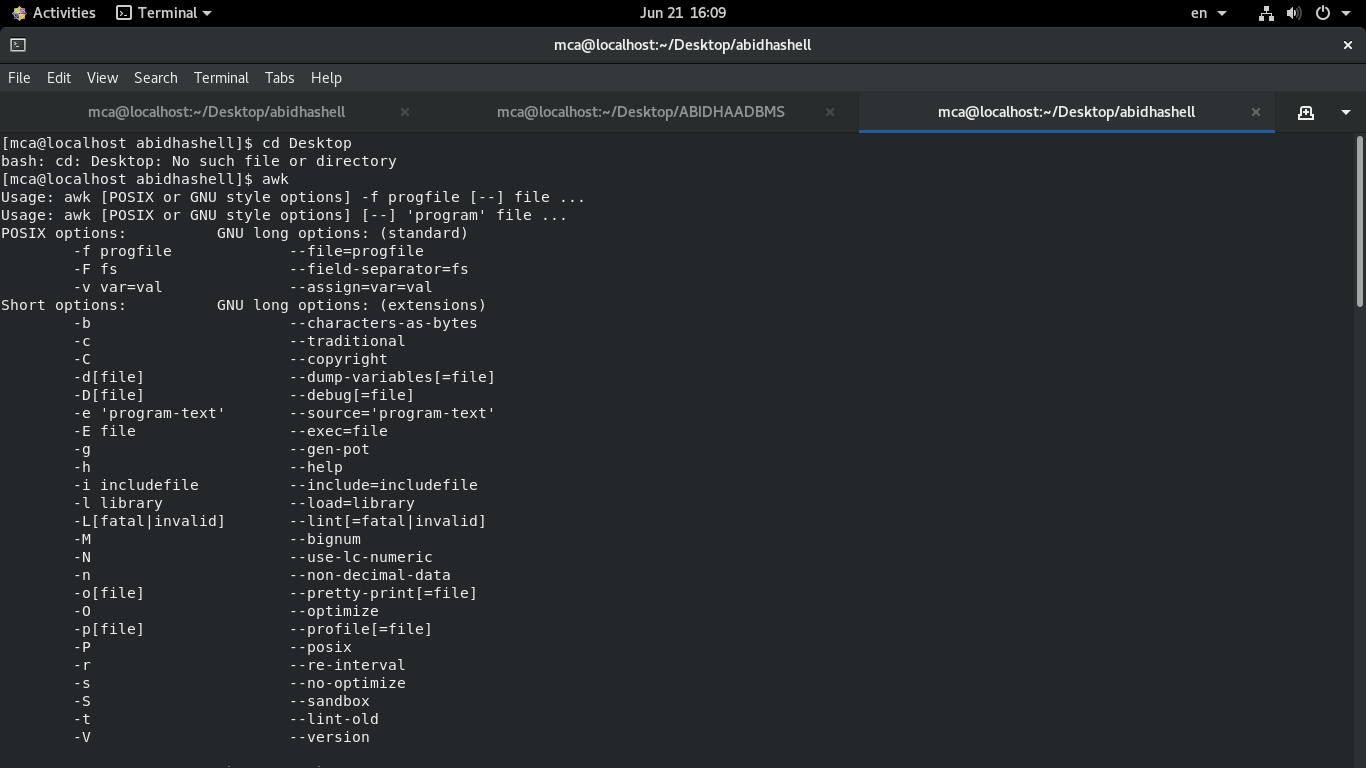 Activities Terminal Jun 21 16:09 en
mca@localhost:~/Desktop/abidhashell
File Edit View Search Terminal Tabs Help
mca@localhost:~/Desktop/abidhashell mca@localhost:~/Desktop/ABIDHAADBMS mca@localhost:~/Desktop/abidhashell
[mca@localhost abidhashell]$ cd Desktop
bash: cd: Desktop: No such file or directory
[mca@localhost abidhashell]$ awk
Usage: awk [POSIX or GNU style options] -f progfile [--] file ...
Usage: awk [POSIX or GNU style options] [--] 'program' file ...
POSIX options:          GNU long options: (standard)
        -f progfile             --file=progfile
        -F fs                   --field-separator=fs
        -v var=val              --assign=var=val
Short options:          GNU long options: (extensions)
        -b                      --characters-as-bytes
        -c                      --traditional
        -C                      --copyright
        -d[file]                --dump-variables[=file]
        -D[file]                --debug[=file]
        -e 'program-text'       --source='program-text'
        -E file                 --exec=file
        -g                      --gen-pot
        -h                      --help
        -i includefile          --include=includefile
        -l library              --load=library
        -L[fatal|invalid]       --lint[=fatal|invalid]
        -M                      --bignum
        -N                      --use-lc-numeric
        -n                      --non-decimal-data
        -o[file]                --pretty-print[=file]
        -O                      --optimize
        -p[file]                --profile[=file]
        -P                      --posix
        -r                      --re-interval
        -s                      --no-optimize
        -S                      --sandbox
        -t                      --lint-old
        -V                      --version